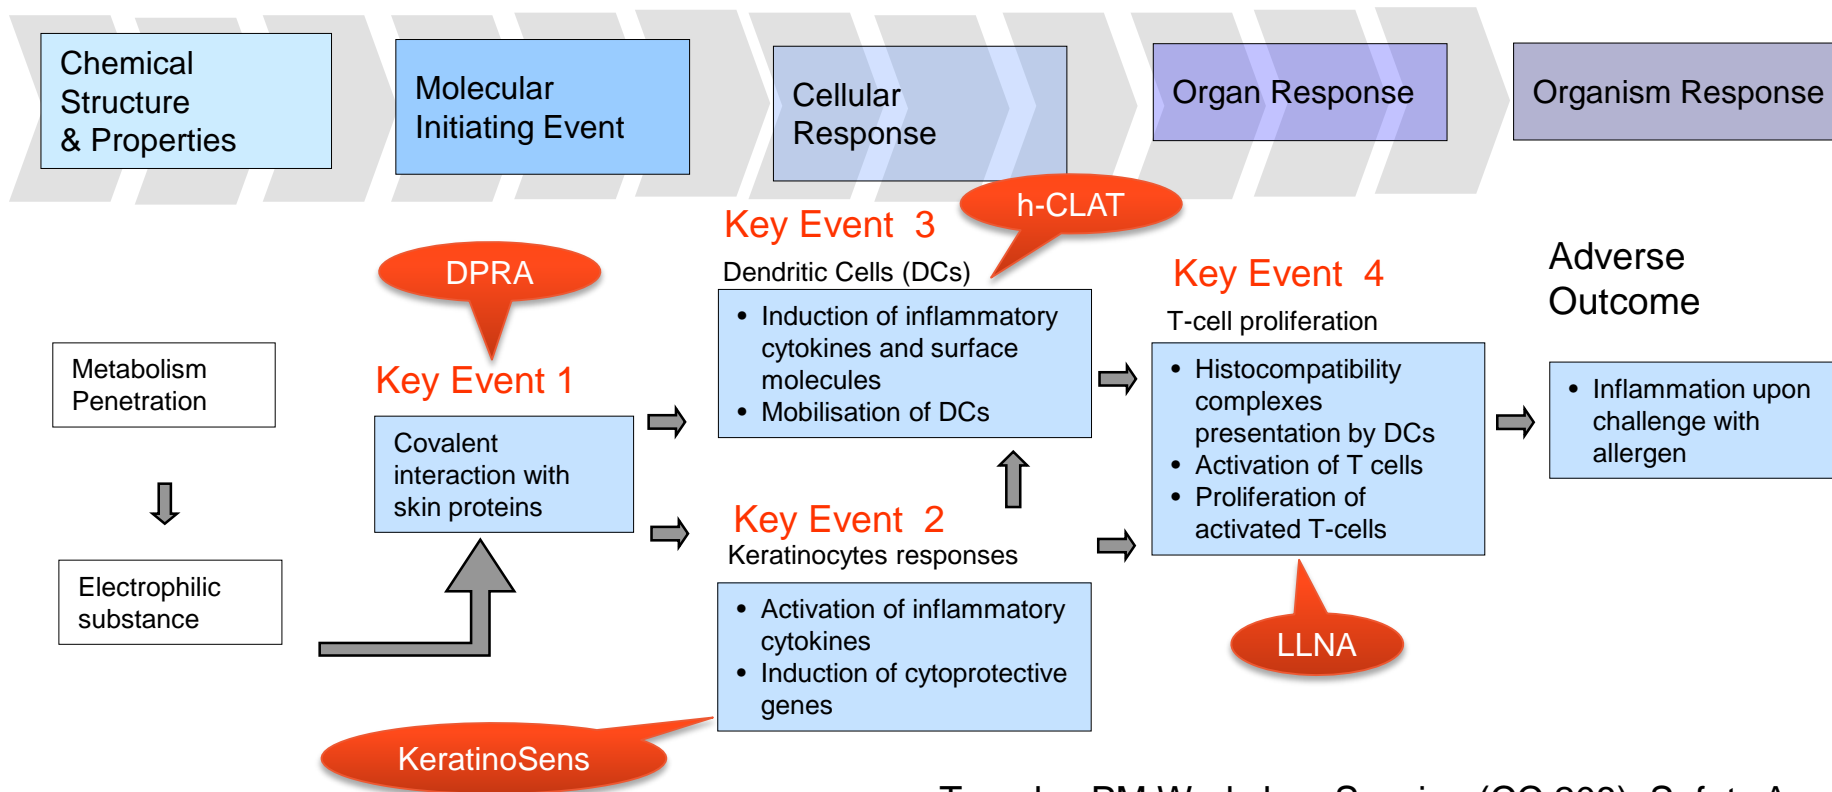 Chemical
Structure
& Properties
Molecular
Initiating Event
Cellular
Response
Organ Response
Organism Response
h-CLAT
Key Event 3
Dendritic Cells (DCs)
• Induction of inflammatory
cytokines and surface
molecules
• Mobilisation of DCs
DPRA
Key Event 1
Covalent
interaction with
skin proteins
Metabolism
Penetration
Electrophilic
substance
Key Event 2
Keratinocytes responses
• Activation of inflammatory
cytokines
• Induction of cytoprotective
genes
KeratinoSens
Key Event 4
T-cell proliferation
• Histocompatibility
complexes
presentation by DCs
• Activation of T cells
• Proliferation of
activated T-cells
LLNA
Adverse
Outcome
• Inflammation upon
challenge with
allergen
PM Workshop Session